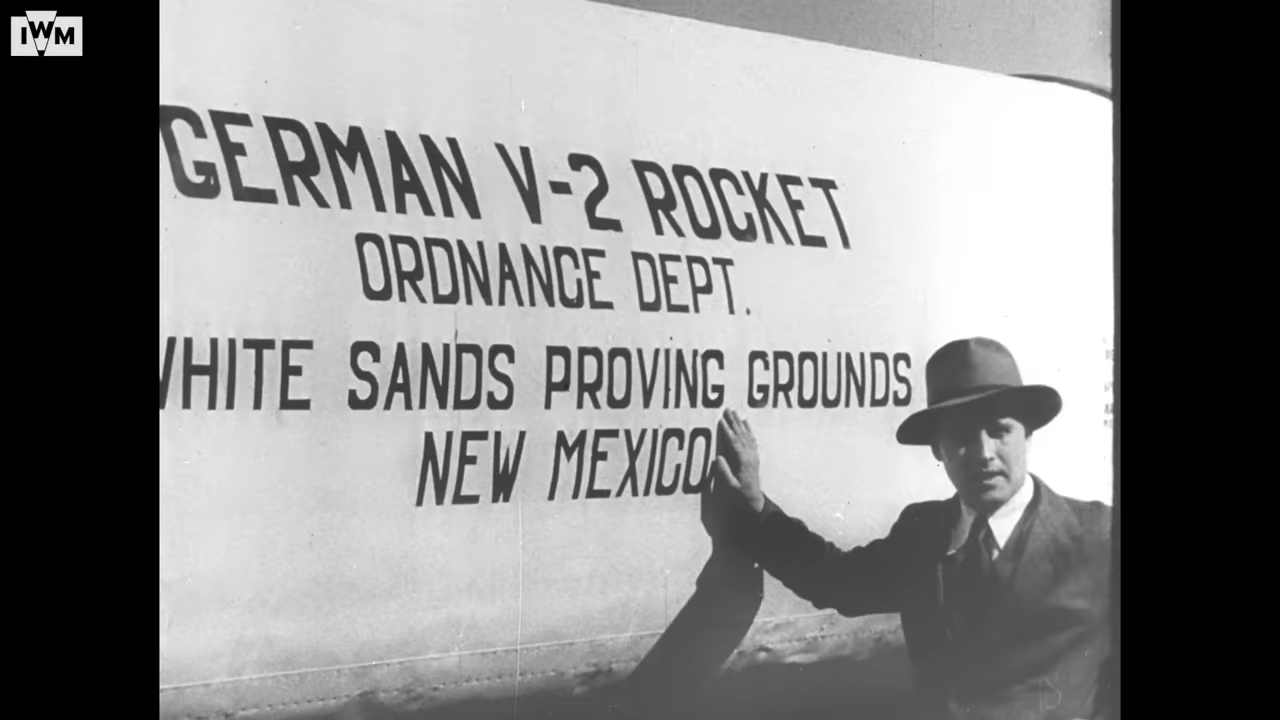 IWM
GERMAN V-2 ROCKET
ORDNANCE DEPT.
WHITE SANDS PROVING GROUNDS
NEW MEXICO